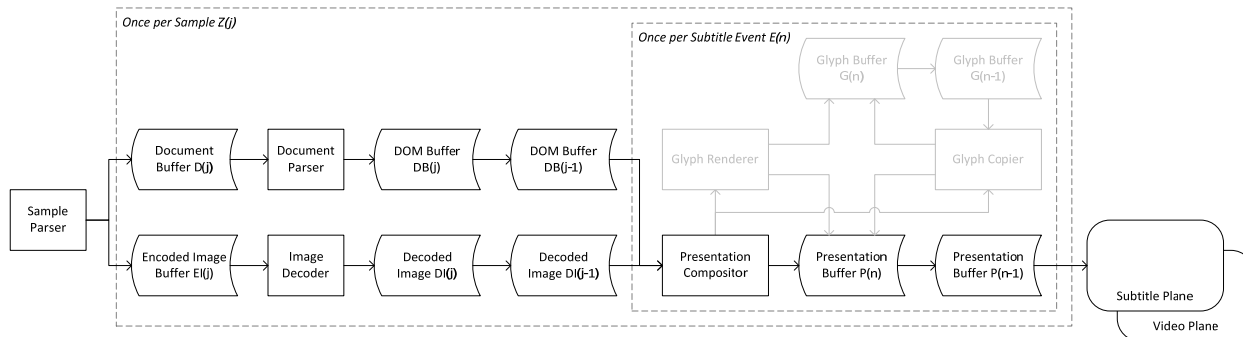 Once per Sample Z(j)
Once per Subtitle Event E(n)
Glyph Buffer
G(n)
Glyph Buffer
G(n-1)
Document
Buffer D(j)
Document
Parser
DOM Buffer
DB(j)
DOM Buffer
DB(j-1)
Glyph Renderer
Glyph Copier
Sample
Parser
Encoded Image
Buffer EI(j)
Image
Decoder
Decoded
Image DI(j)
Decoded
Image DI(j-1)
Presentation
Compositor
Presentation
Buffer P(n)
Presentation
Buffer P(n-1)
Subtitle Plane
Video Plane